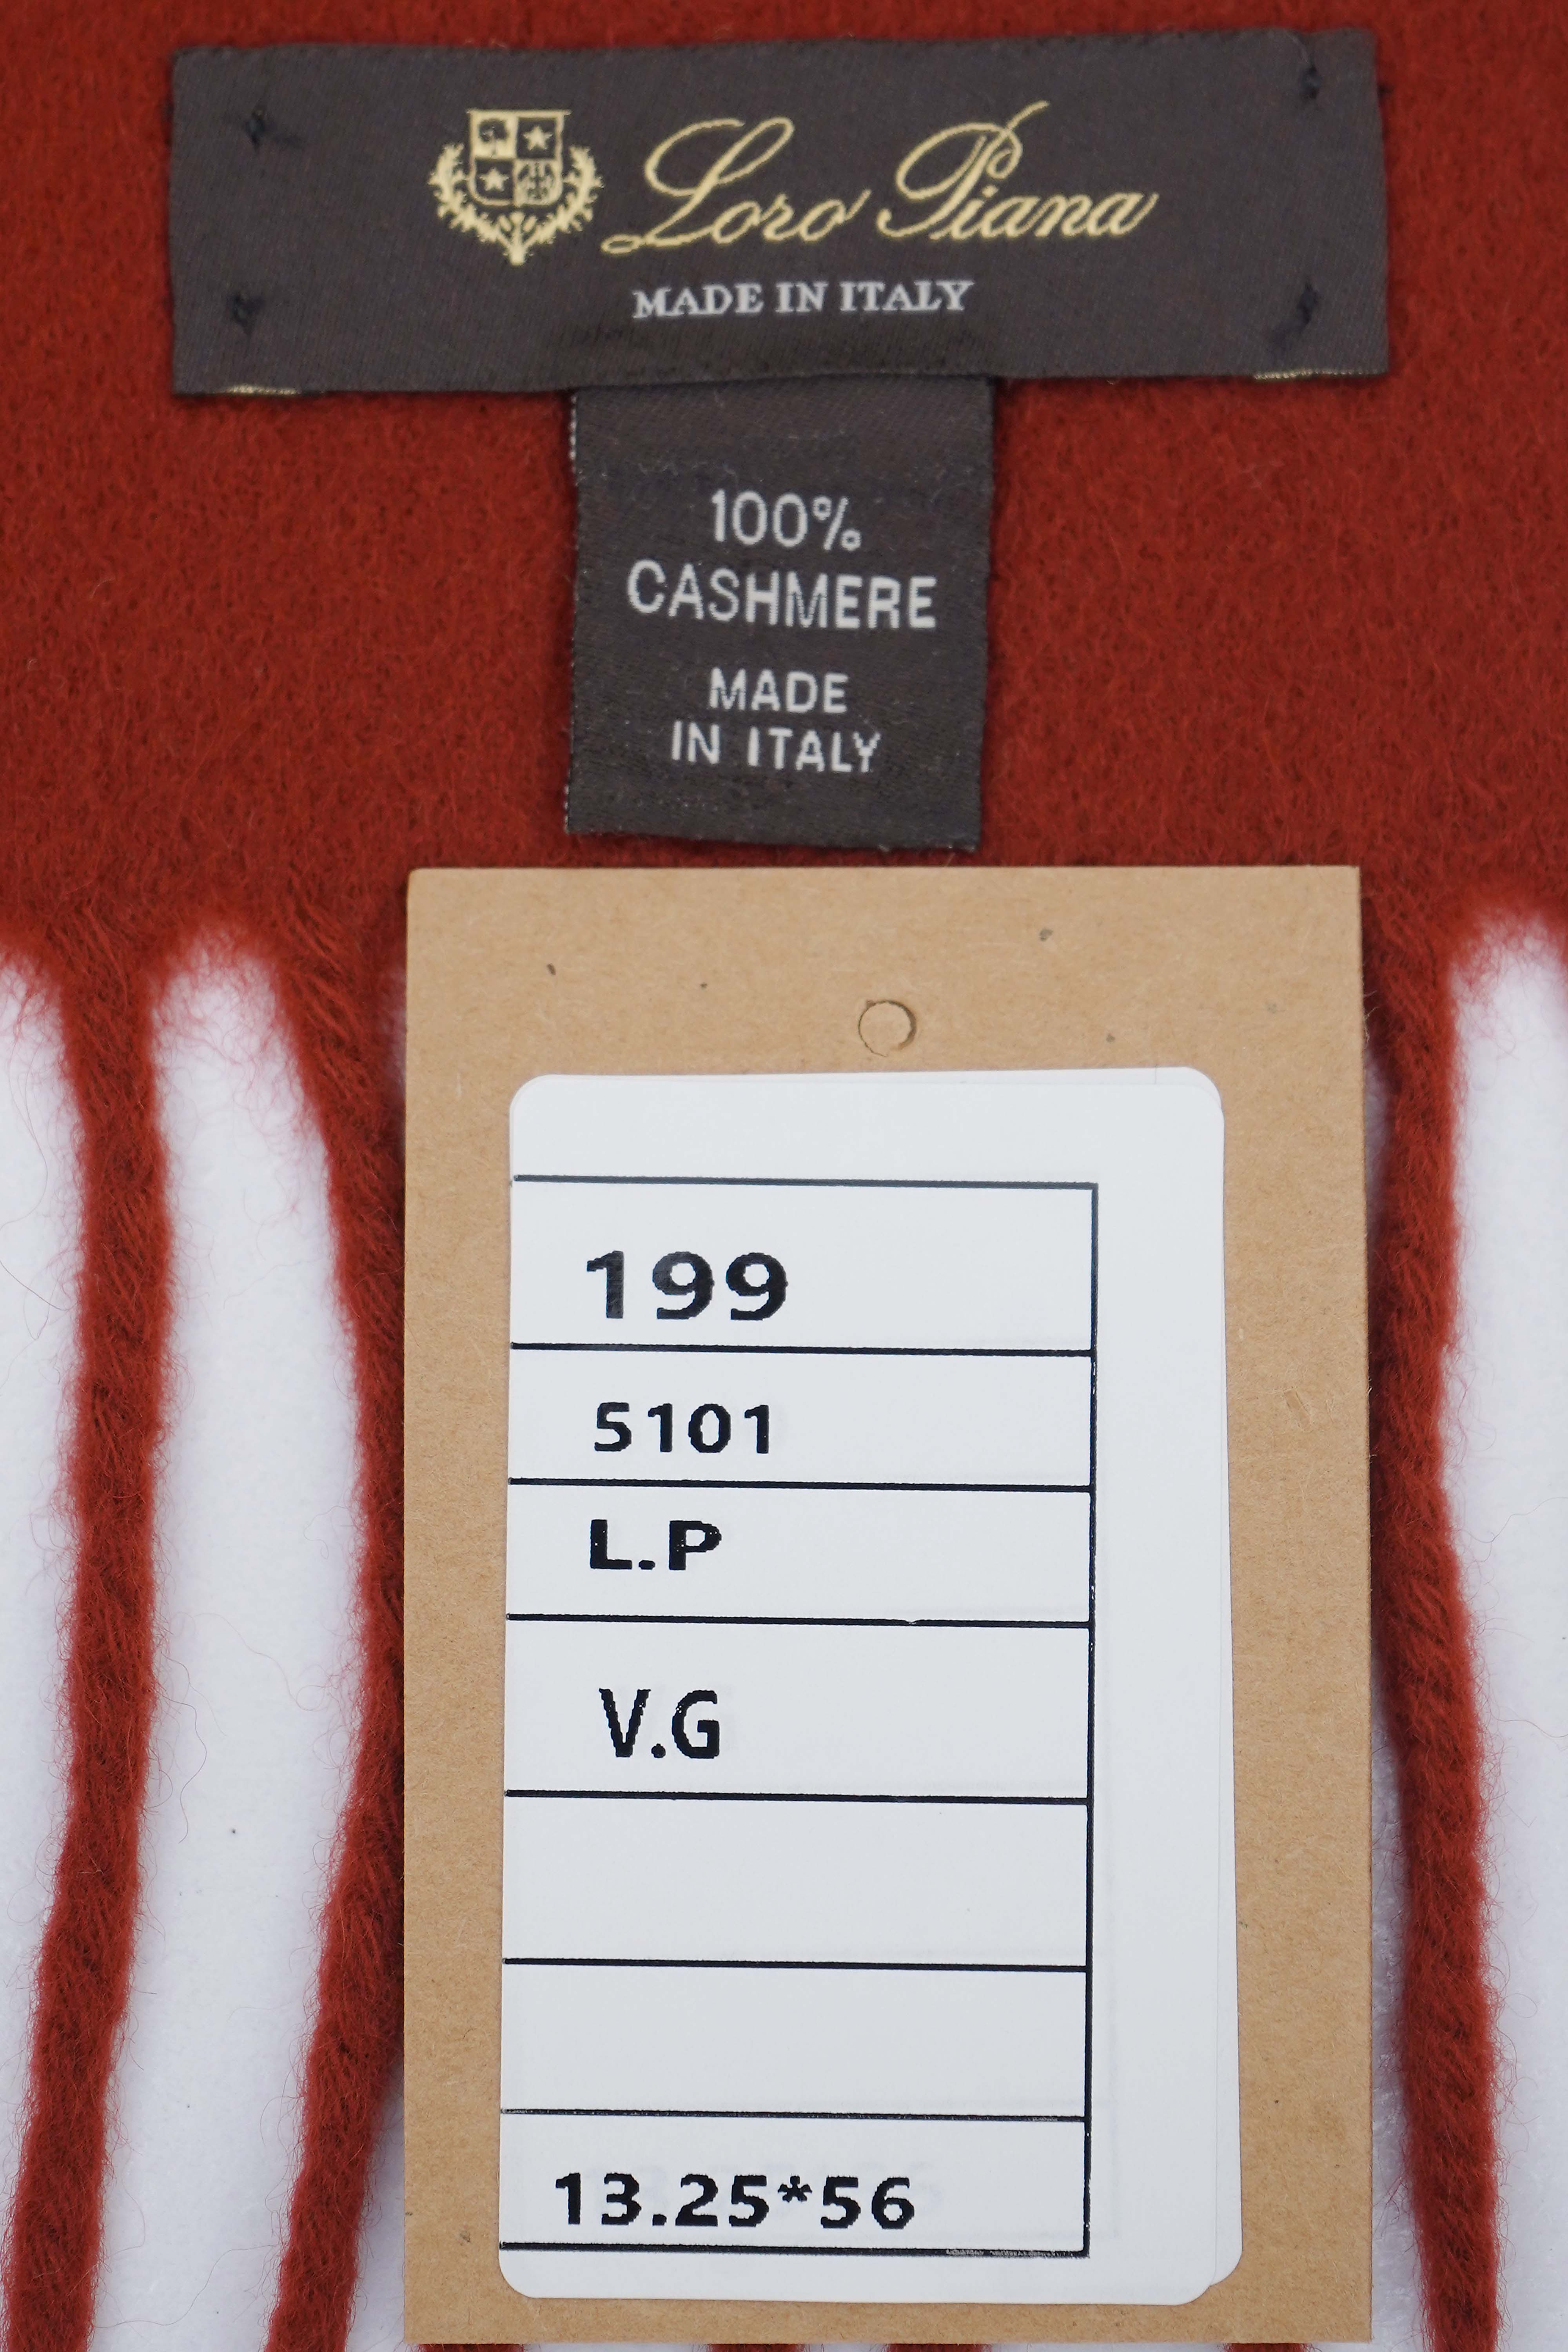 Loro Piana
MADE IN ITALY
100%
CASHMERE
MADE
IN ITALY
199
5101
L.P
V.G
13.25*56